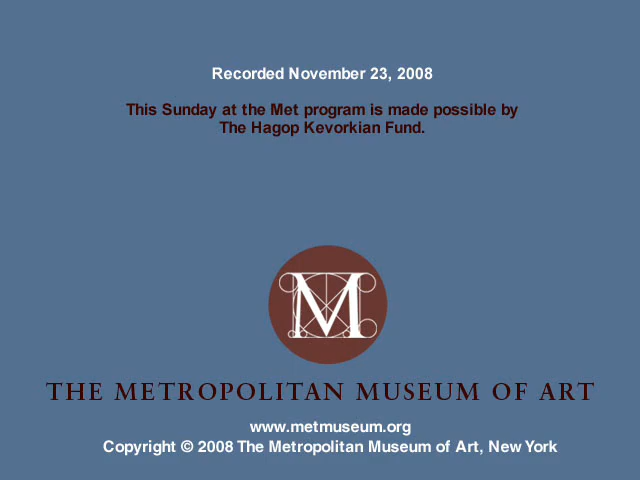 Recorded November 23, 2008
This Sunday at the Met program is made possible by
The Hagop Kevorkian Fund.
M
THE METROPOLITAN MUSEUM OF ART
www.metmuseum.org
Copyright © 2008 The Metropolitan Museum of Art, New York